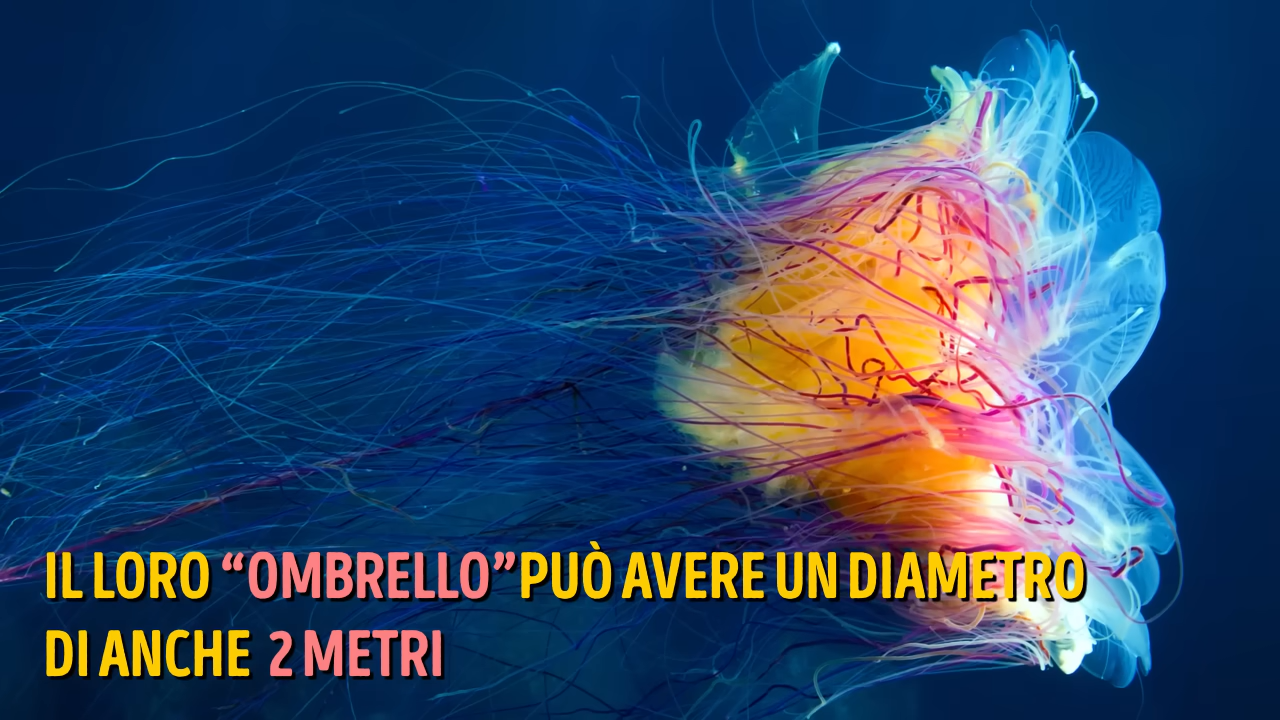 IL LORO “OMBRELLO”PUÒ AVERE UN DIAMETRO
DI ANCHE 2 METRI